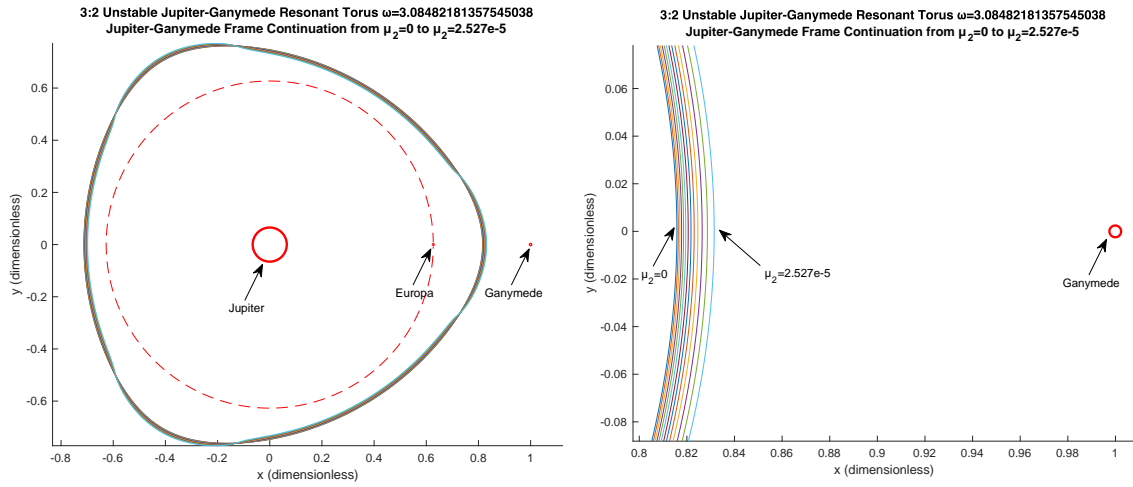 3:2 Unstable Jupiter-Ganymede Resonant Torus ω=3.08482181357545038
Jupiter-Ganymede Frame Continuation from μ₂=0 to μ₂=2.527e-5
y (dimensionless)
0.6
0.4
0.2
0
-0.2
-0.4
-0.6
Jupiter
Europa
Ganymede
-0.8
-0.6
-0.4
-0.2
0
0.2
0.4
0.6
0.8
1
x (dimensionless)
3:2 Unstable Jupiter-Ganymede Resonant Torus ω=3.08482181357545038
Jupiter-Ganymede Frame Continuation from μ₂=0 to μ₂=2.527e-5
y (dimensionless)
0.06
0.04
0.02
0
-0.02
-0.04
-0.06
-0.08
μ₂=0
μ₂=2.527e-5
Ganymede
0.8
0.82
0.84
0.86
0.88
0.9
0.92
0.94
0.96
0.98
1
x (dimensionless)